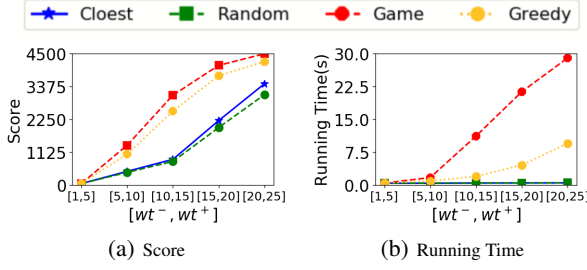 Cloest Random Game Greedy
4500
3375
2250
1125
0
Score
[1,5] [5,10] [10,15] [15,20] [20,25]
[wt⁻, wt⁺]
(a) Score
30.0
22.5
15.0
7.5
0.0
Running Time(s)
[1,5] [5,10] [10,15] [15,20] [20,25]
[wt⁻, wt⁺]
(b) Running Time